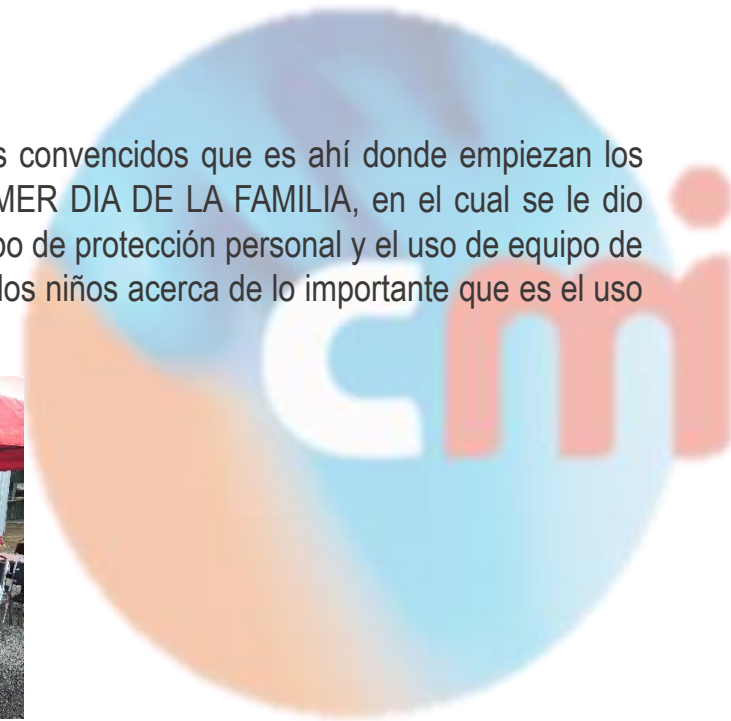 s convencidos que es ahí donde empiezan los
MER DIA DE LA FAMILIA, en el cual se le dio
po de protección personal y el uso de equipo de
los niños acerca de lo importante que es el uso
cmi